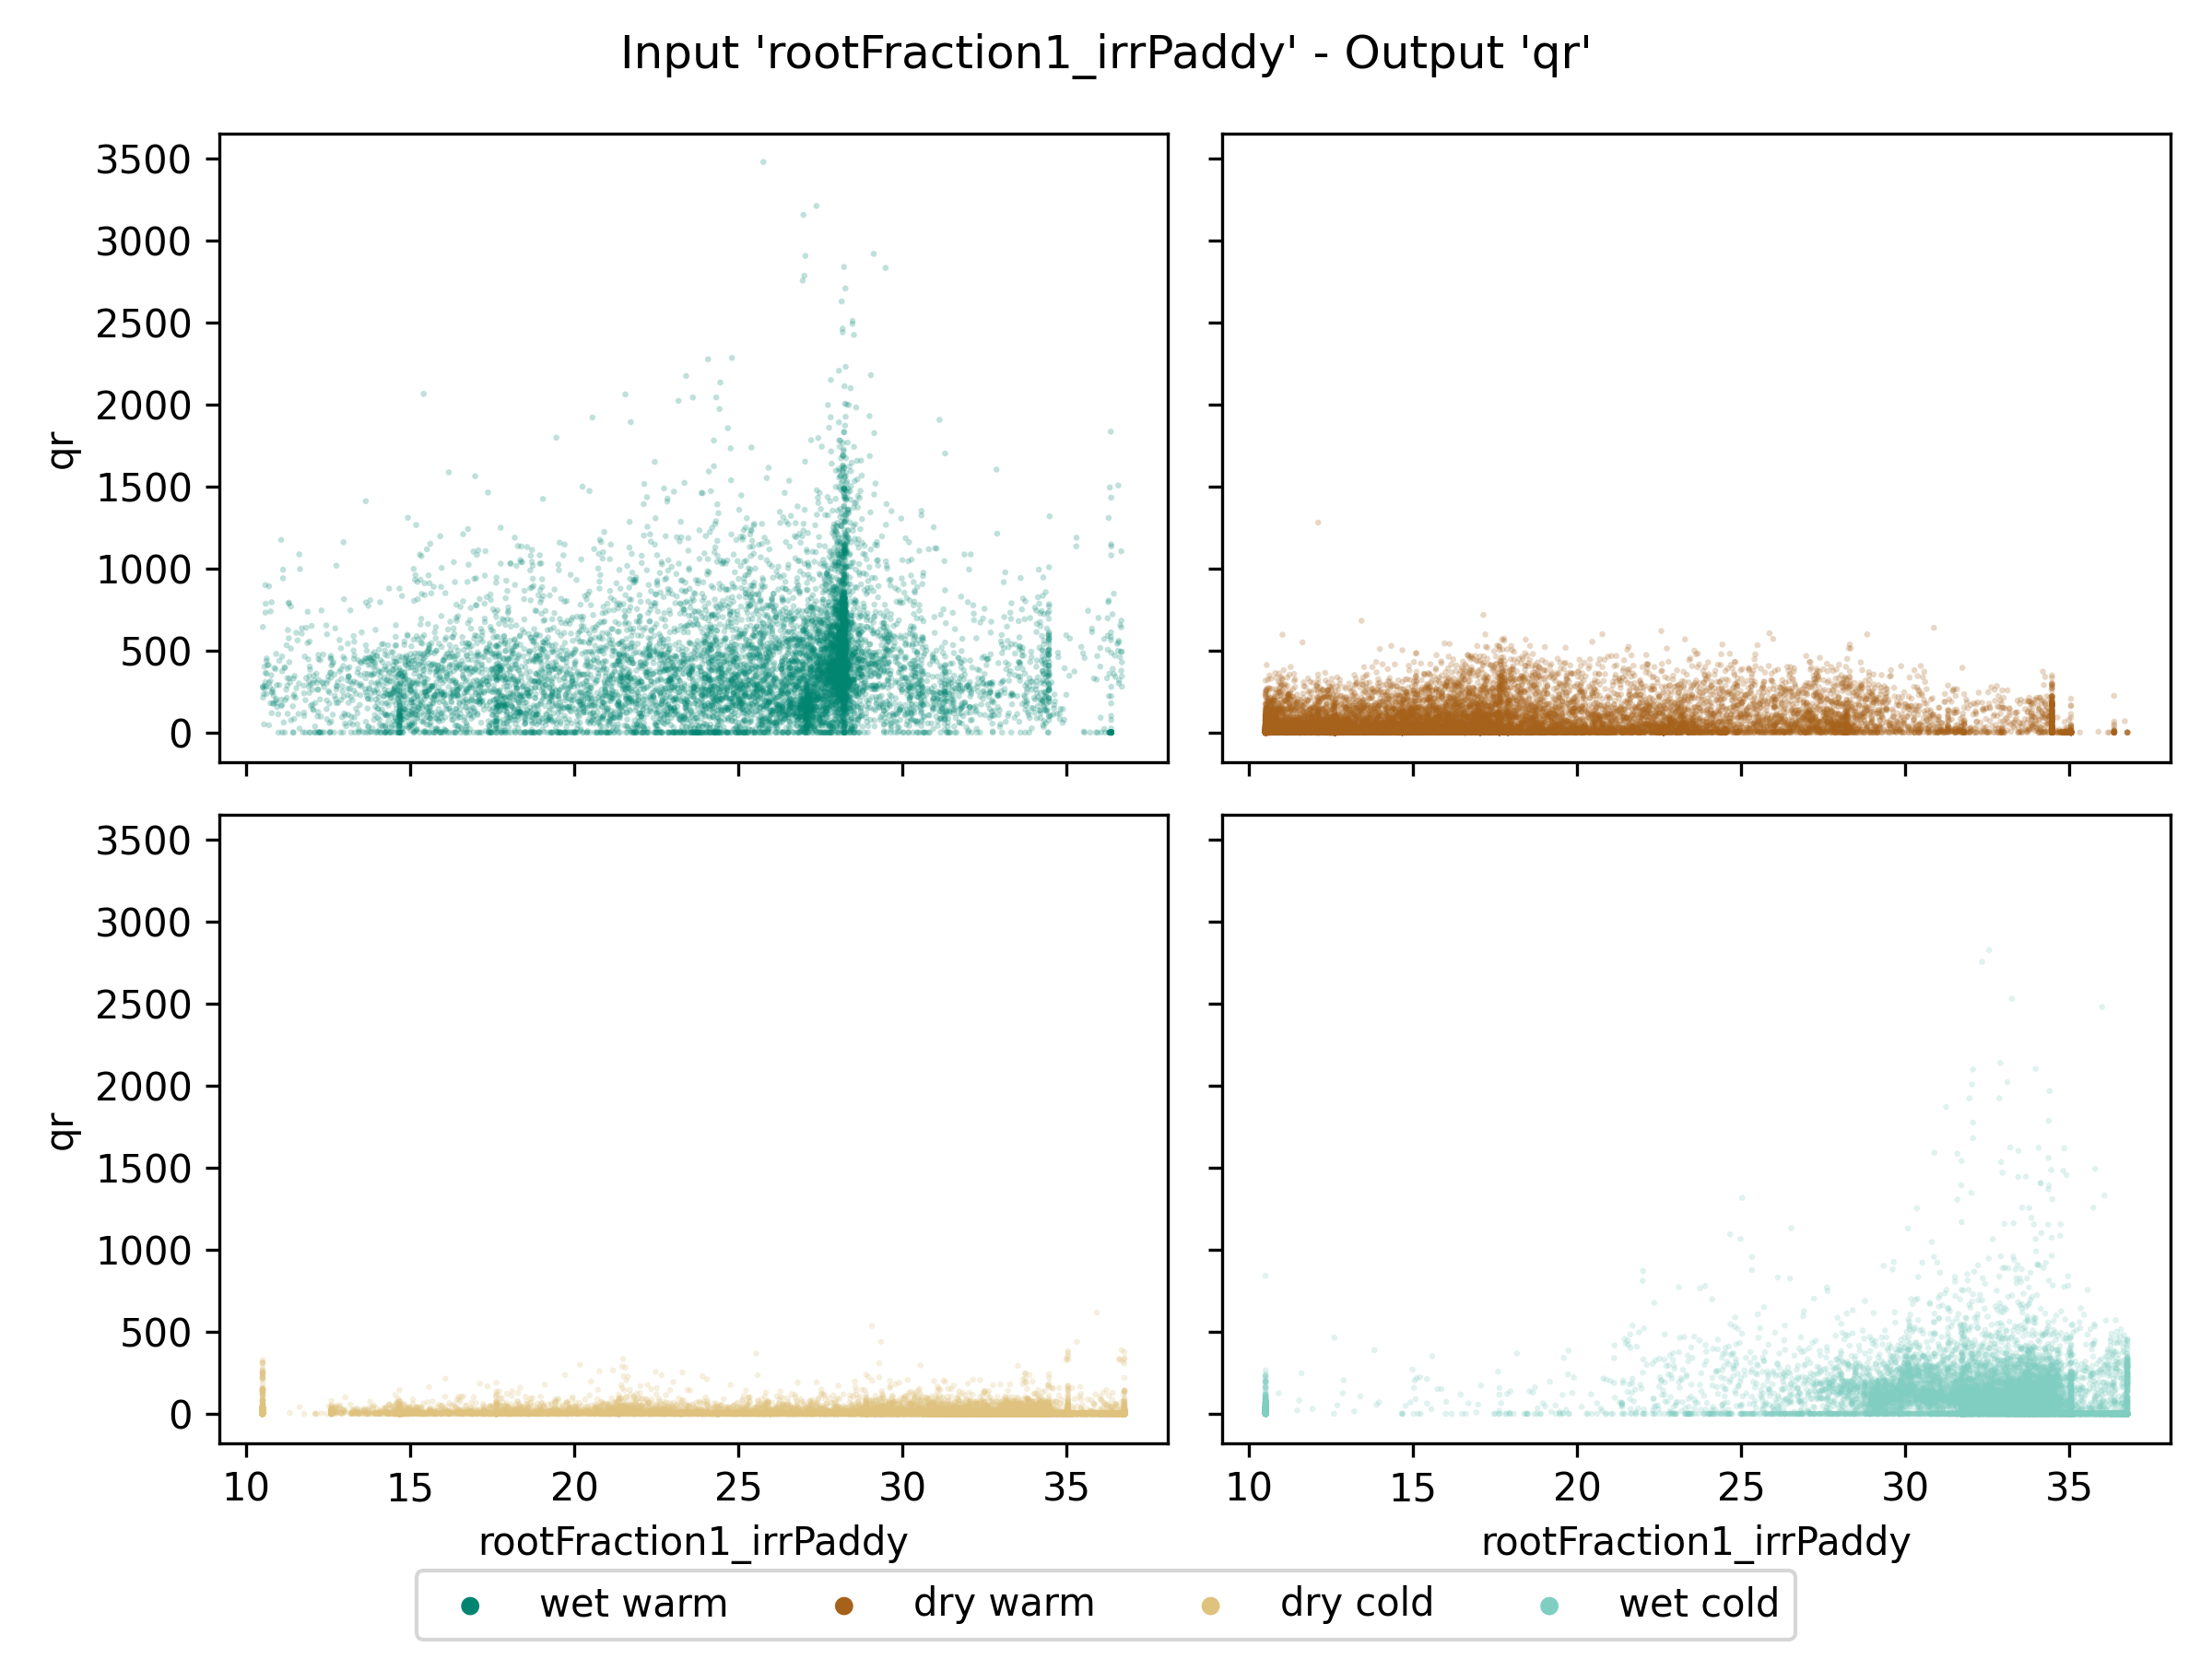 Input 'rootFraction1_irrPaddy' - Output 'qr'
3500
3000
2500
2000
1500
1000
500
0
qr
3500
3000
2500
2000
1500
1000
500
0
qr
10 15 20 25 30 35
10 15 20 25 30 35
rootFraction1_irrPaddy
rootFraction1_irrPaddy
wet warm dry warm dry cold wet cold